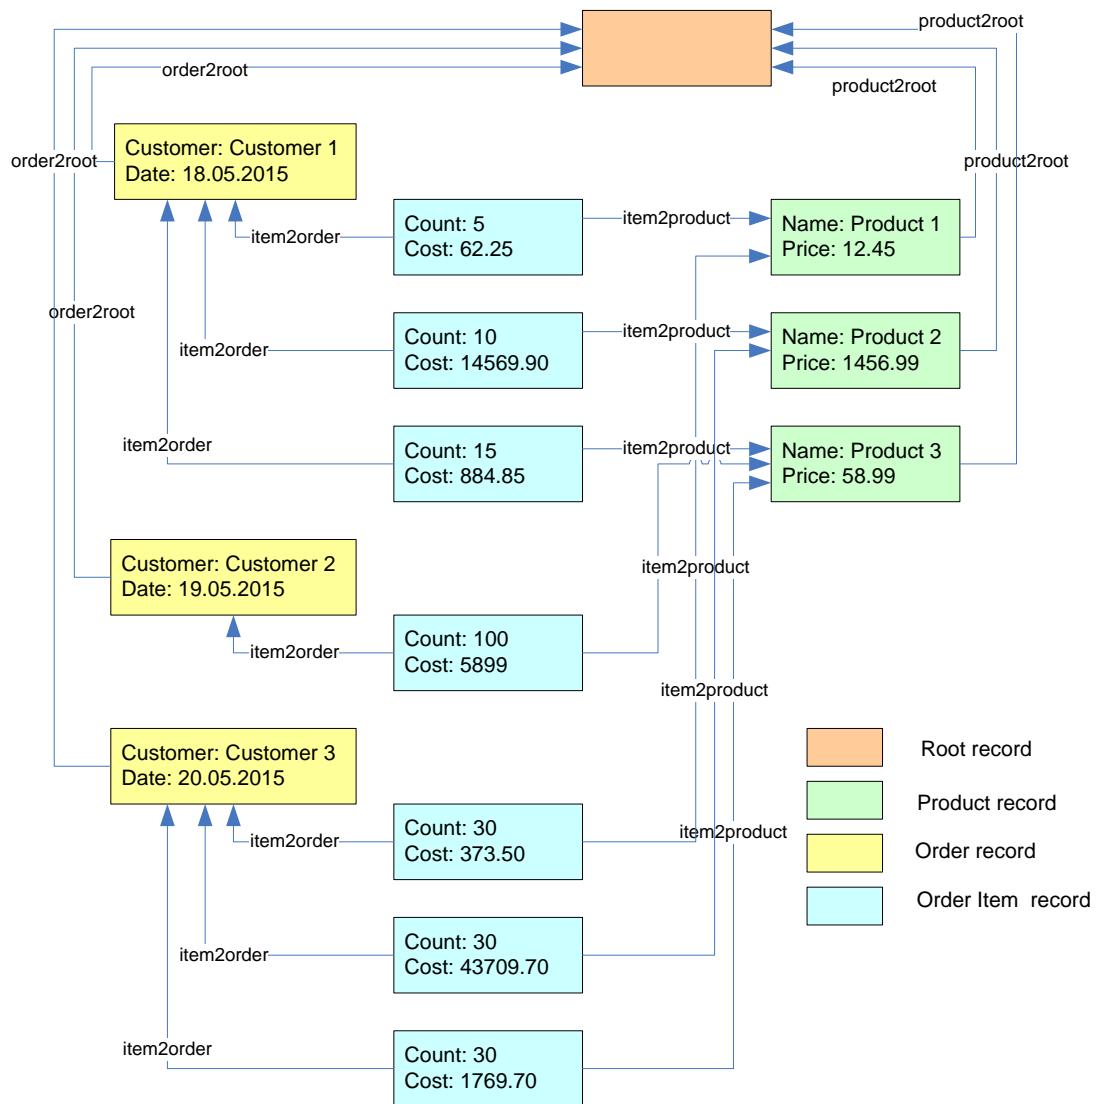 product2root
order2root
product2root
Customer: Customer 1
Date: 18.05.2015
order2root
product2root
Count: 5
Cost: 62.25
item2order
item2product
Name: Product 1
Price: 12.45
order2root
Count: 10
Cost: 14569.90
item2order
item2product
Name: Product 2
Price: 1456.99
item2order
Count: 15
Cost: 884.85
item2product
Name: Product 3
Price: 58.99
Customer: Customer 2
Date: 19.05.2015
item2product
item2order
Count: 100
Cost: 5899
item2product
Customer: Customer 3
Date: 20.05.2015
Root record
Product record
item2order
Count: 30
Cost: 373.50
item2product
Order record
Order Item  record
item2order
Count: 30
Cost: 43709.70
item2order
Count: 30
Cost: 1769.70